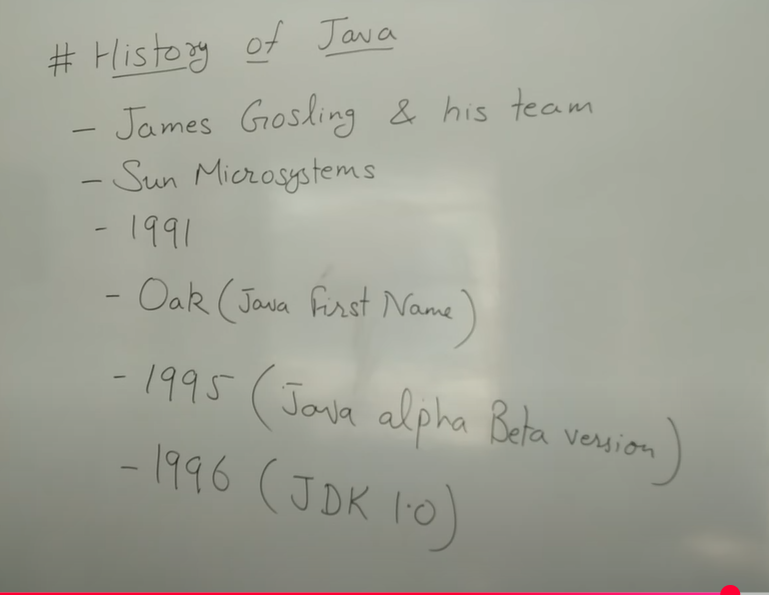 # History of Java
- James Gosling & his team
- Sun Microsystems
- 1991
- Oak (Java First Name)
- 1995 (Java alpha Beta version)
- 1996 (JDK 1.0)